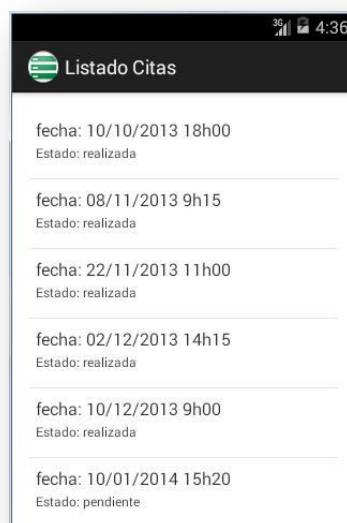 3G 4:36
Listado Citas
fecha: 10/10/2013 18h00
Estado: realizada
fecha: 08/11/2013 9h15
Estado: realizada
fecha: 22/11/2013 11h00
Estado: realizada
fecha: 02/12/2013 14h15
Estado: realizada
fecha: 10/12/2013 9h00
Estado: realizada
fecha: 10/01/2014 15h20
Estado: pendiente